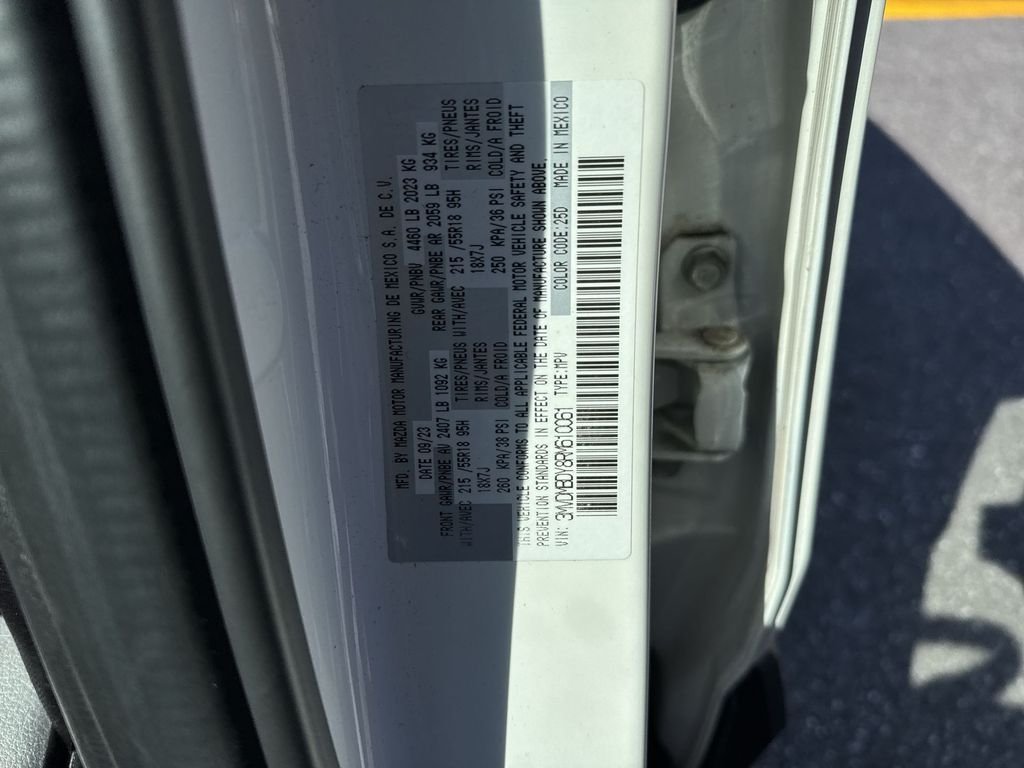 MFD. BY MAZDA MOTOR MANUFACTURING DE MEXICO S.A. DE C.V.
DATE 09/23 GVWR/PNBV 4460 LB 2023 KG
FRONT GAWR/PNBE AV 2407 LB 1092 KG REAR GAWR/PNBE AR 2059 LB 934 KG
WITH/AVEC 215 /55R18 95H TIRES/PNEUS WITH/AVEC 215 /55R18 95H TIRES/PNEUS
18X7J RIMS/JANTES 18X7J RIMS/JANTES
260 KPA/38 PSI COLD/A FROID 250 KPA/36 PSI COLD/A FROID
THIS VEHICLE CONFORMS TO ALL APPLICABLE FEDERAL MOTOR VEHICLE SAFETY AND THEFT
PREVENTION STANDARDS IN EFFECT ON THE DATE OF MANUFACTURE SHOWN ABOVE.
VIN: TYPE:MPV COLOR CODE:25D MADE IN MEXICO